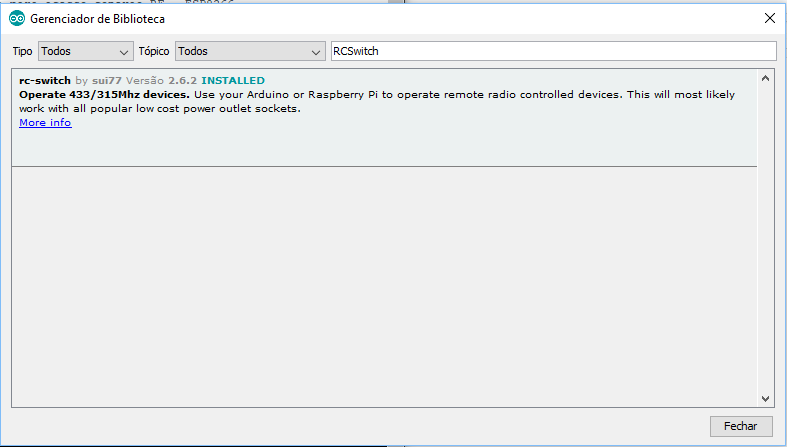 Gerenciador de Biblioteca
Tipo Todos Tópico Todos RCSwitch
rc-switch by sui77 Versão 2.6.2 INSTALLED
Operate 433/315Mhz devices. Use your Arduino or Raspberry Pi to operate remote radio controlled devices. This will most likely
work with all popular low cost power outlet sockets.
More info
Fechar